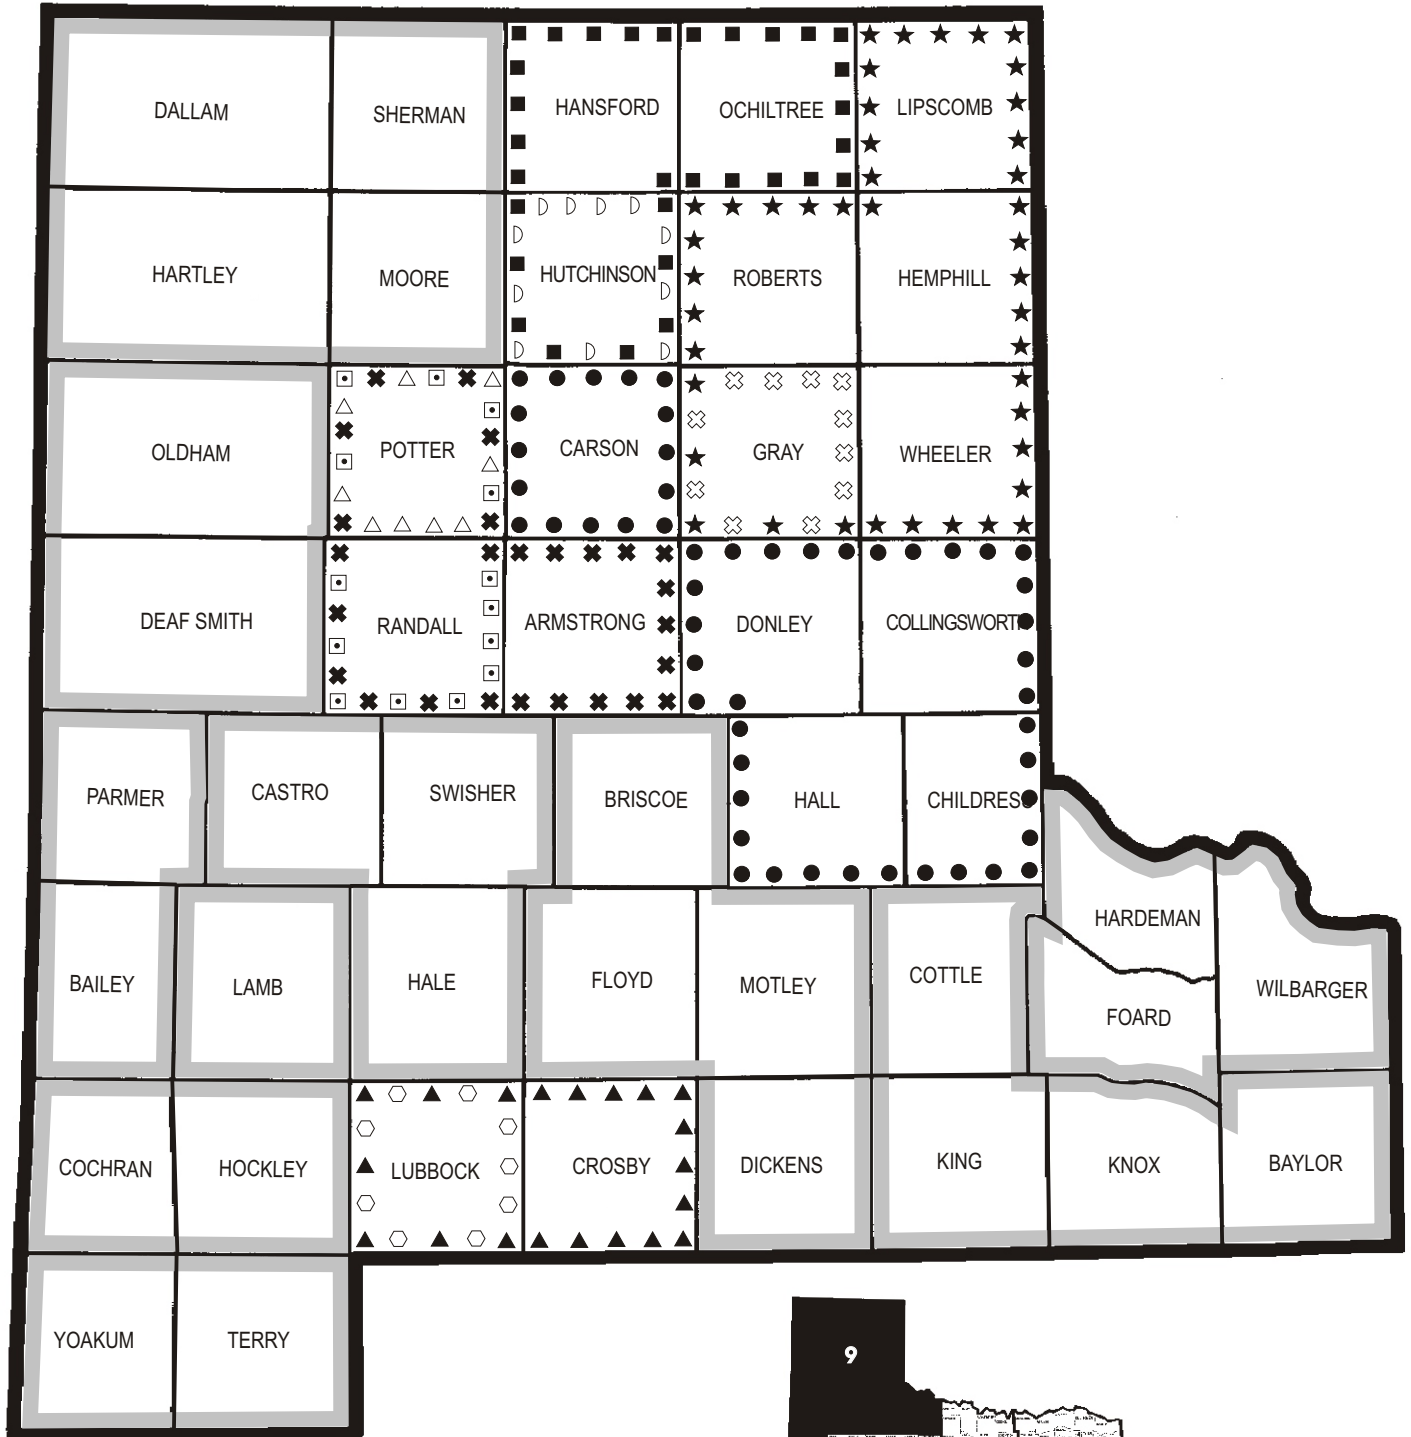 DALLAM
SHERMAN
HANSFORD
OCHILTREE
LIPSCOMB
HARTLEY
MOORE
HUTCHINSON
ROBERTS
HEMPHILL
OLDHAM
POTTER
CARSON
GRAY
WHEELER
DEAF SMITH
RANDALL
ARMSTRONG
DONLEY
COLLINGSWORTH
PARMER
CASTRO
SWISHER
BRISCOE
HALL
CHILDRESS
HARDEMAN
BAILEY
LAMB
HALE
FLOYD
MOTLEY
COTTLE
FOARD
WILBARGER
COCHRAN
HOCKLEY
LUBBOCK
CROSBY
DICKENS
KING
KNOX
BAYLOR
YOAKUM
TERRY
9